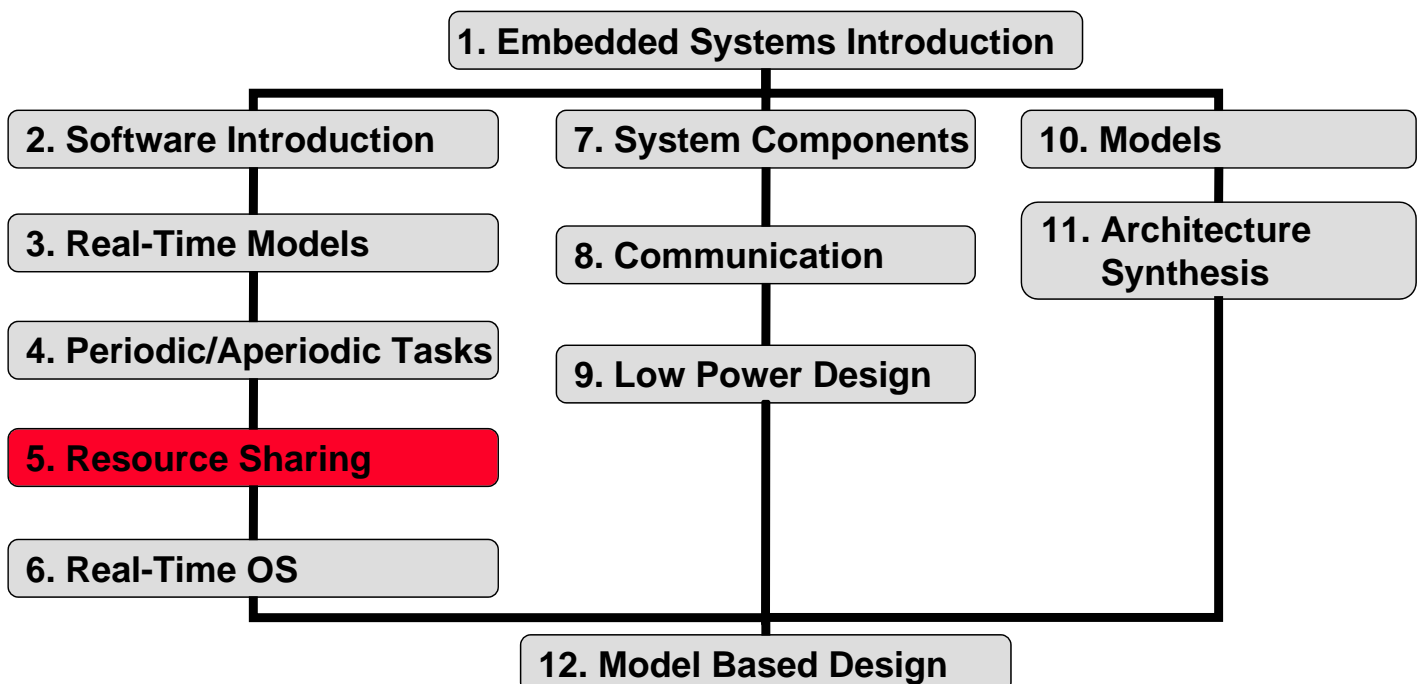 1. Embedded Systems Introduction
2. Software Introduction
3. Real-Time Models
4. Periodic/Aperiodic Tasks
5. Resource Sharing
6. Real-Time OS
7. System Components
8. Communication
9. Low Power Design
10. Models
11. Architecture
Synthesis
12. Model Based Design